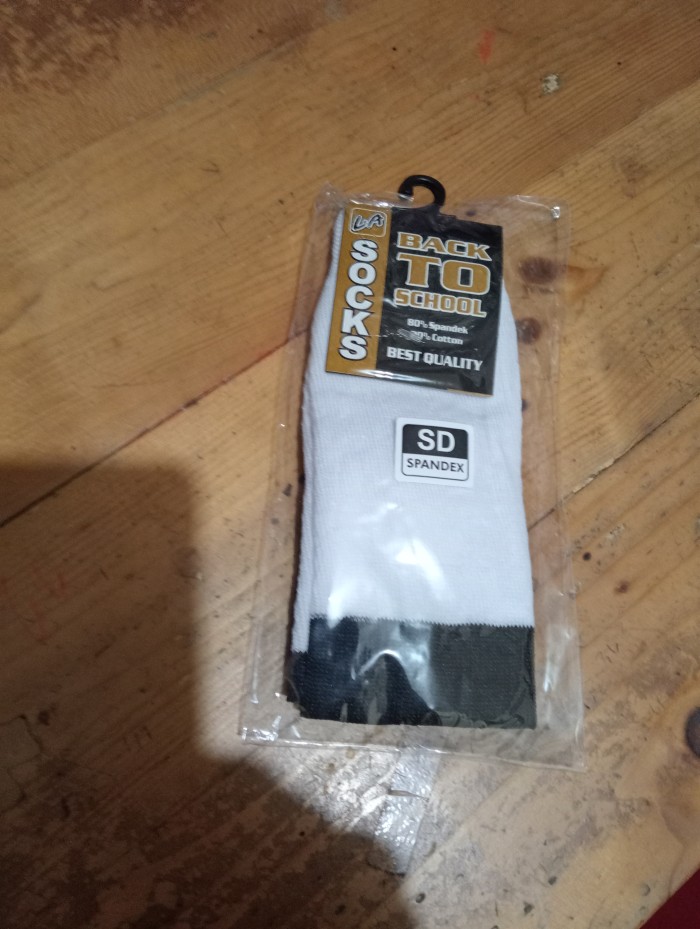 LA
SOCKS
BACK
TO
SCHOOL
80% Spandek
20% Cotton
BEST QUALITY
SD
SPANDEX